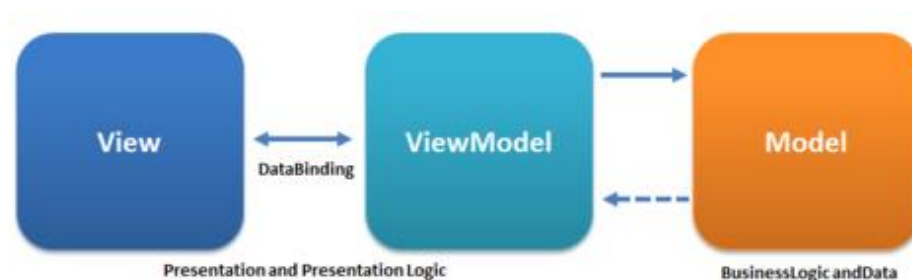 View
ViewModel
Model
DataBinding
Presentation and Presentation Logic
BusinessLogic andData